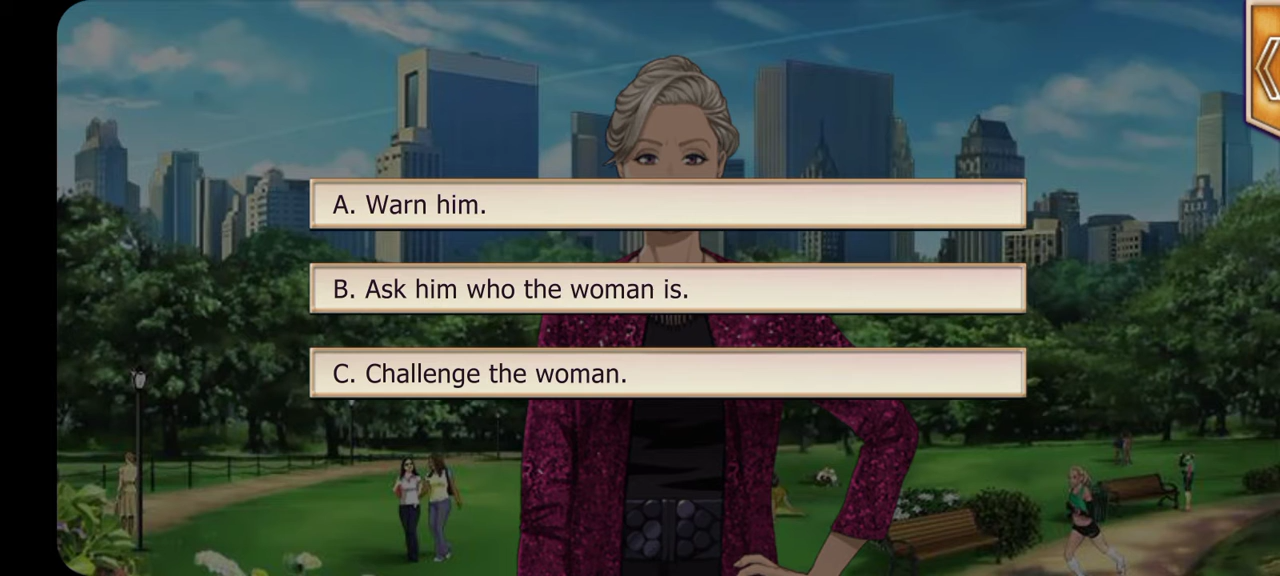 A. Warn him.
B. Ask him who the woman is.
C. Challenge the woman.